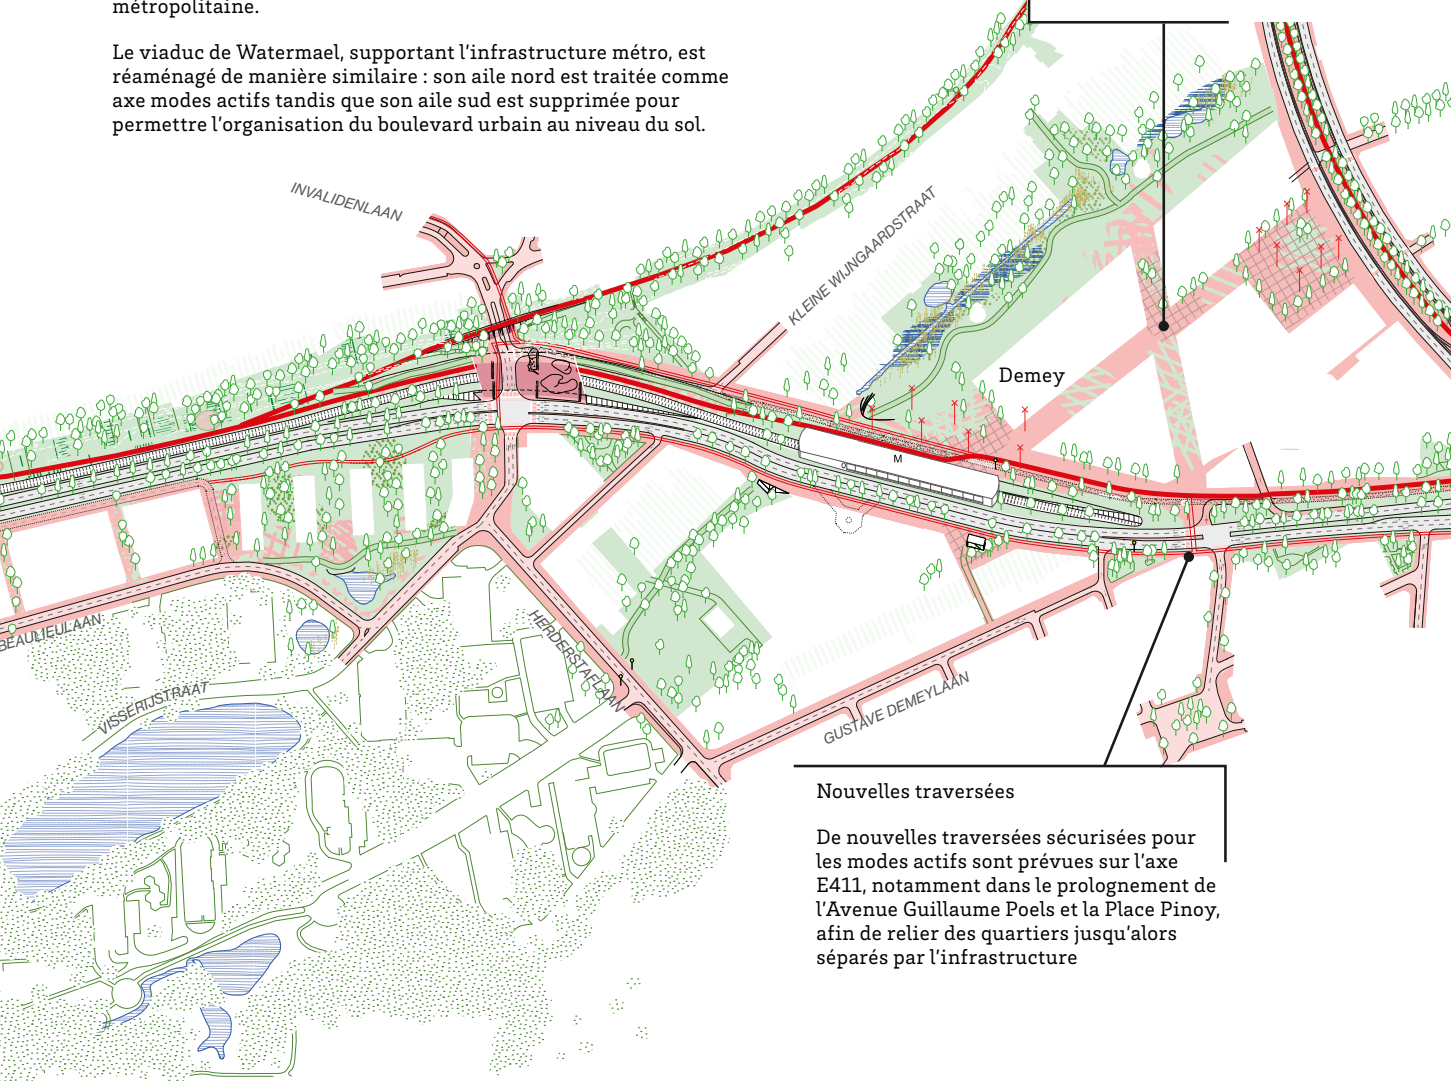 métropolitaine.
Le viaduc de Watermael, supportant l'infrastructure métro, est
réaménagé de manière similaire : son aile nord est traitée comme
axe modes actifs tandis que son aile sud est supprimée pour
permettre l'organisation du boulevard urbain au niveau du sol.
INVALIDENLAAN
KLEINE WIJNGAARDSTRAAT
Demey
M
BEAULIEULAAN
HERDERSTAFLAAN
VISSERIJSTRAAT
GUSTAVE DEMEYLAAN
Nouvelles traversées
De nouvelles traversées sécurisées pour
les modes actifs sont prévues sur l'axe
E411, notamment dans le prolognement de
l'Avenue Guillaume Poels et la Place Pinoy,
afin de relier des quartiers jusqu'alors
séparés par l'infrastructure